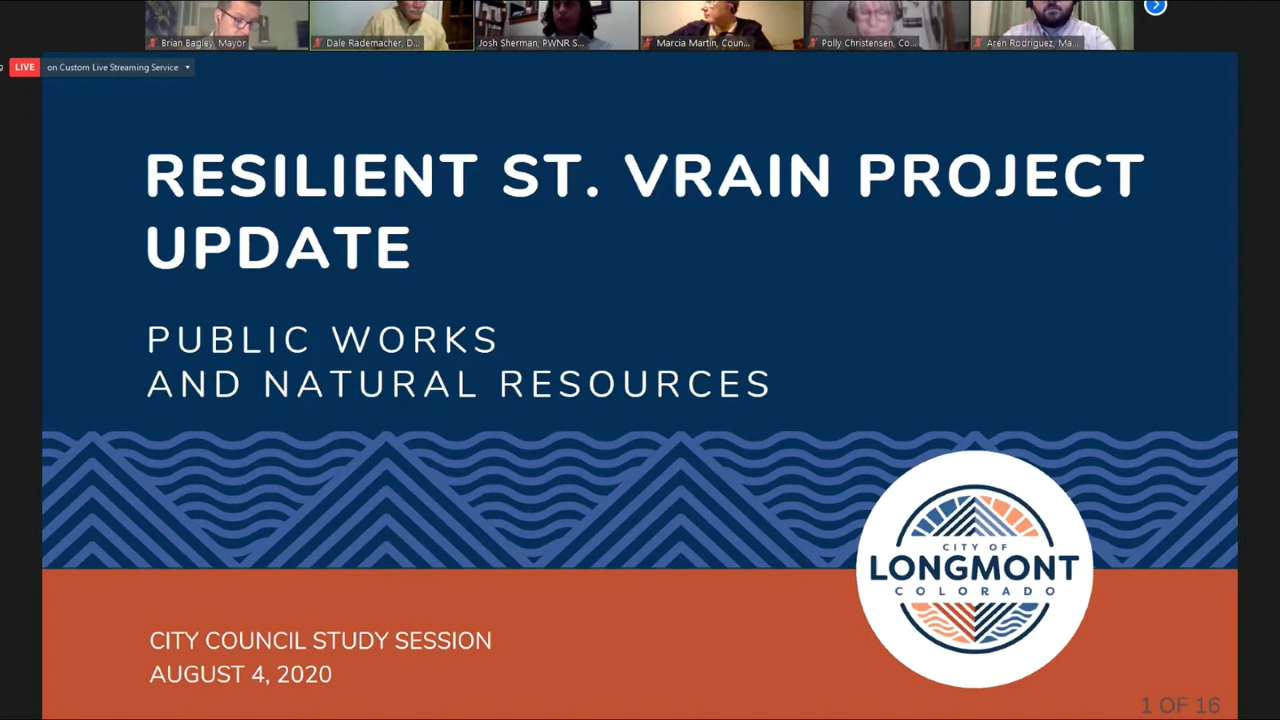 Brian Bagley, Mayor
Dale Rademacher, D...
Josh Sherman, PWNR S...
Marcia Martin, Coun...
Polly Christensen, Co...
Aren Rodriguez, Ma...
LIVE on Custom Live Streaming Service
RESILIENT ST. VRAIN PROJECT
UPDATE
PUBLIC WORKS
AND NATURAL RESOURCES
CITY OF
LONGMONT
COLORADO
CITY COUNCIL STUDY SESSION
AUGUST 4, 2020
1 OF 16